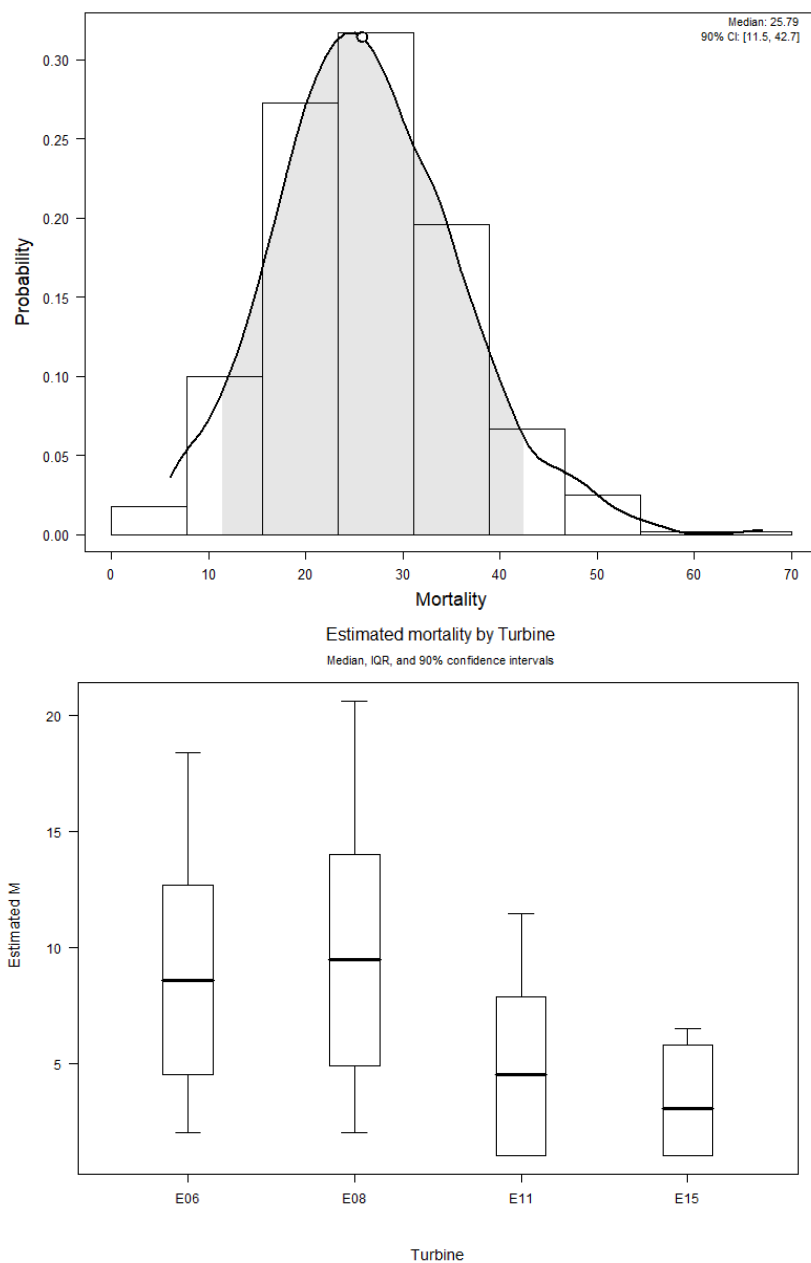 Median: 25.79
90% CI: [11.5, 42.7]
0.30
0.25
0.20
0.15
0.10
0.05
0.00
Probability
0 10 20 30 40 50 60 70
Mortality
Estimated mortality by Turbine
Median, IQR, and 90% confidence intervals
20
15
10
5
Estimated M
E06 E08 E11 E15
Turbine